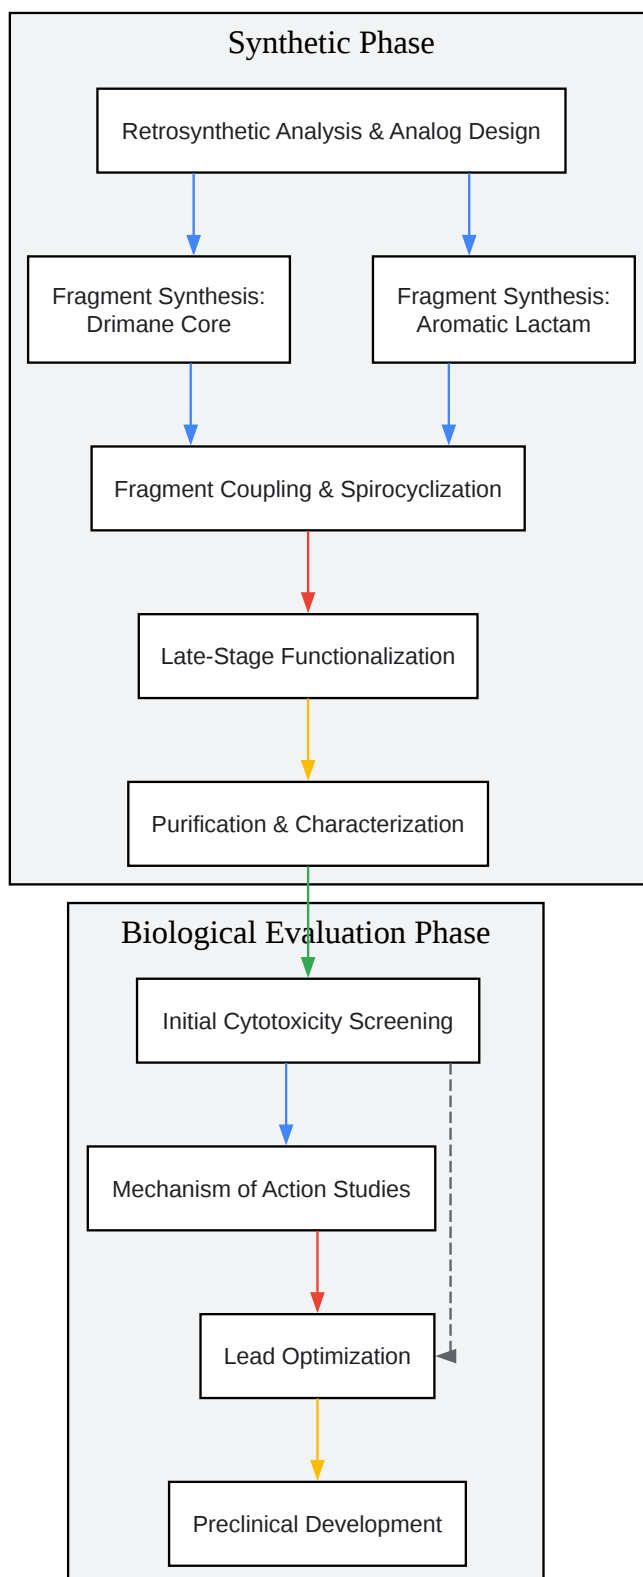 Synthetic Phase
Retrosynthetic Analysis & Analog Design
Fragment Synthesis:
Drimane Core
Fragment Synthesis:
Aromatic Lactam
Fragment Coupling & Spirocyclization
Late-Stage Functionalization
Purification & Characterization
Biological Evaluation Phase
Initial Cytotoxicity Screening
Mechanism of Action Studies
Lead Optimization
Preclinical Development